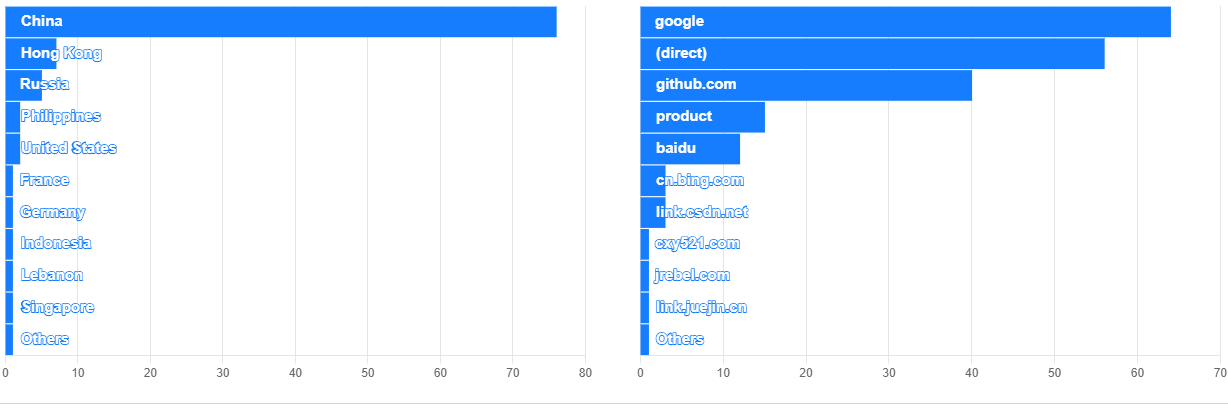 China
Hong Kong
Russia
Philippines
United States
France
Germany
Indonesia
Lebanon
Singapore
Others
0 10 20 30 40 50 60 70 80
google
(direct)
github.com
product
baidu
cn.bing.com
link.csdn.net
cxy521.com
jrebel.com
link.juejin.cn
Others
0 10 20 30 40 50 60 70